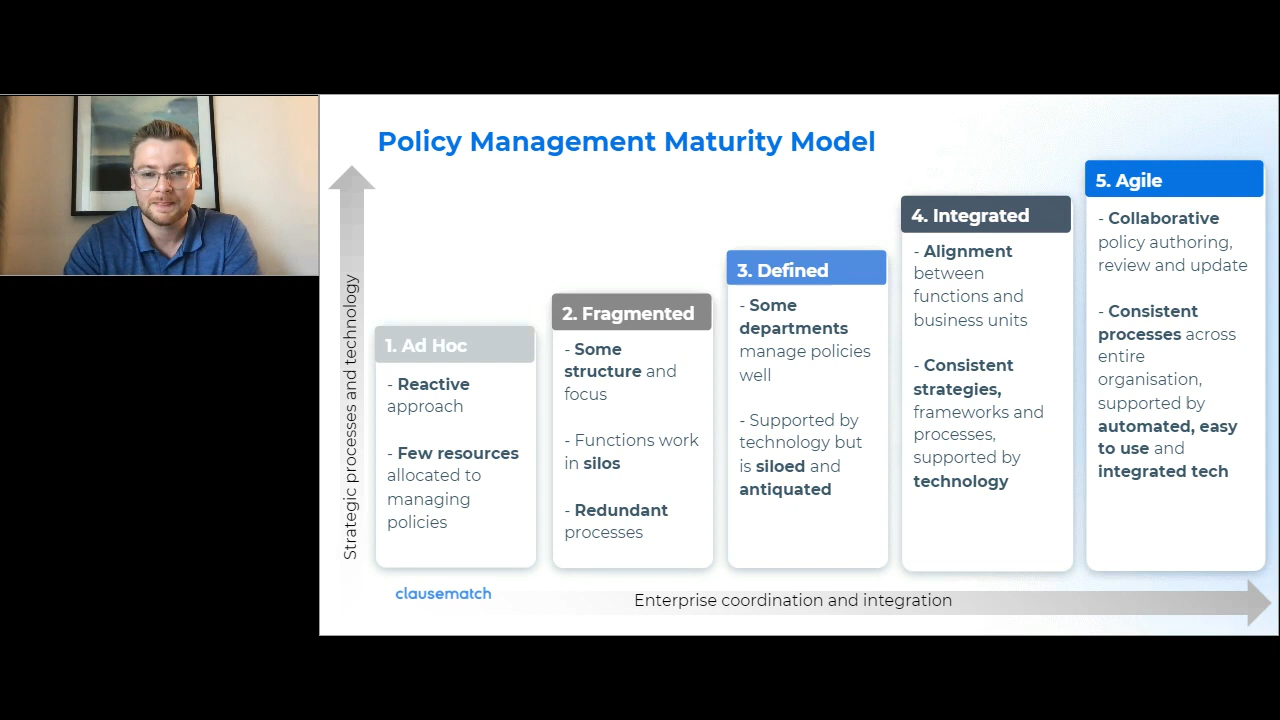 Policy Management Maturity Model
Strategic processes and technology
1. Ad Hoc
- Reactive
approach
- Few resources
allocated to
managing
policies
2. Fragmented
- Some
structure and
focus
- Functions work
in silos
- Redundant
processes
3. Defined
- Some
departments
manage policies
well
- Supported by
technology but
is siloed and
antiquated
4. Integrated
- Alignment
between
functions and
business units
- Consistent
strategies,
frameworks and
processes,
supported by
technology
5. Agile
- Collaborative
policy authoring,
review and update
- Consistent
processes across
entire
organisation,
supported by
automated, easy
to use and
integrated tech
clausematch
Enterprise coordination and integration